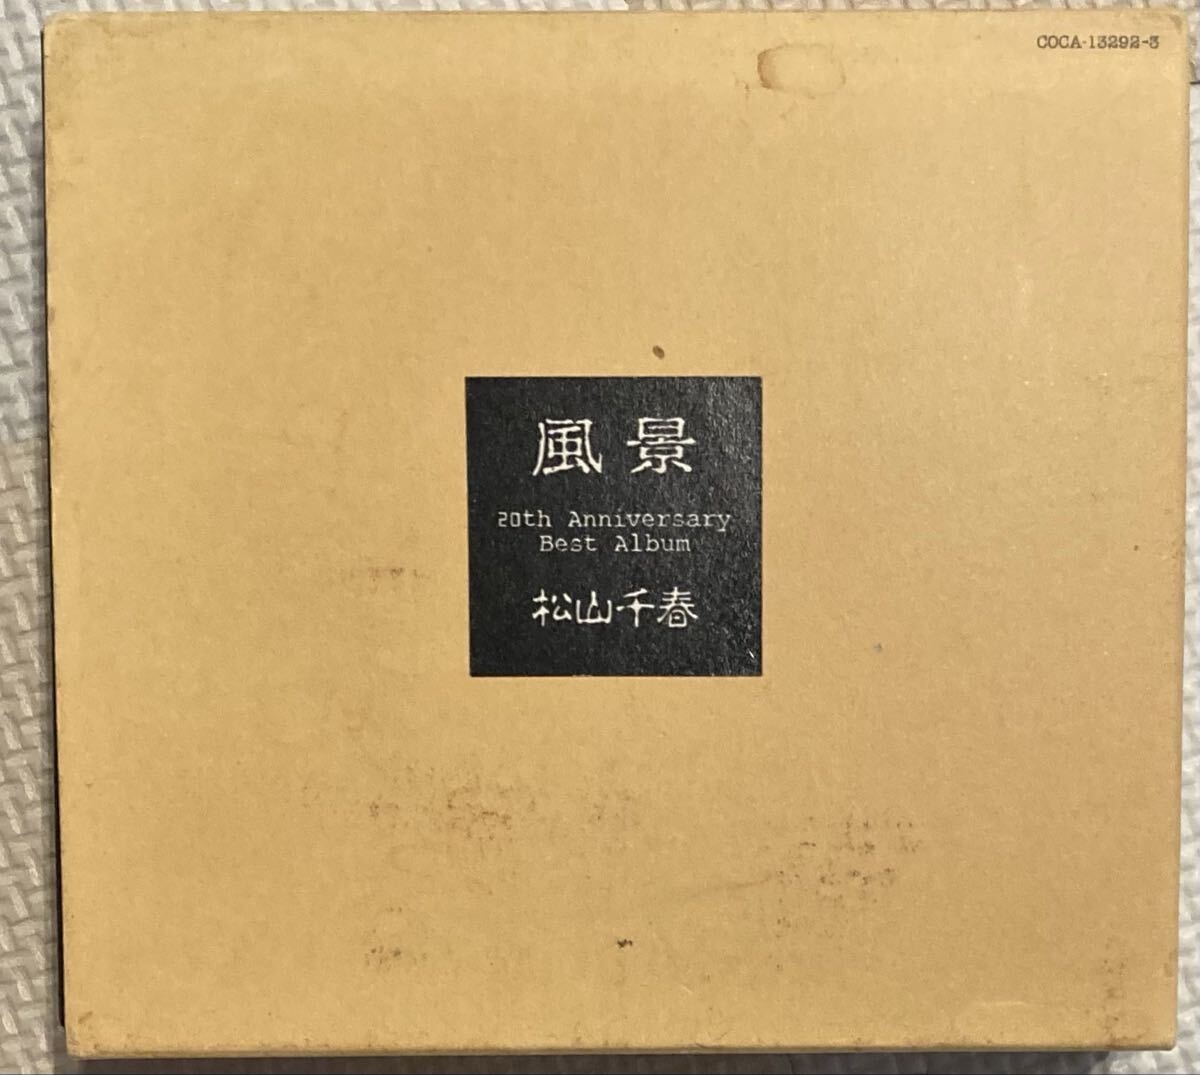 COCA-13292-3
風景
20th Anniversary
Best Album
松山千春